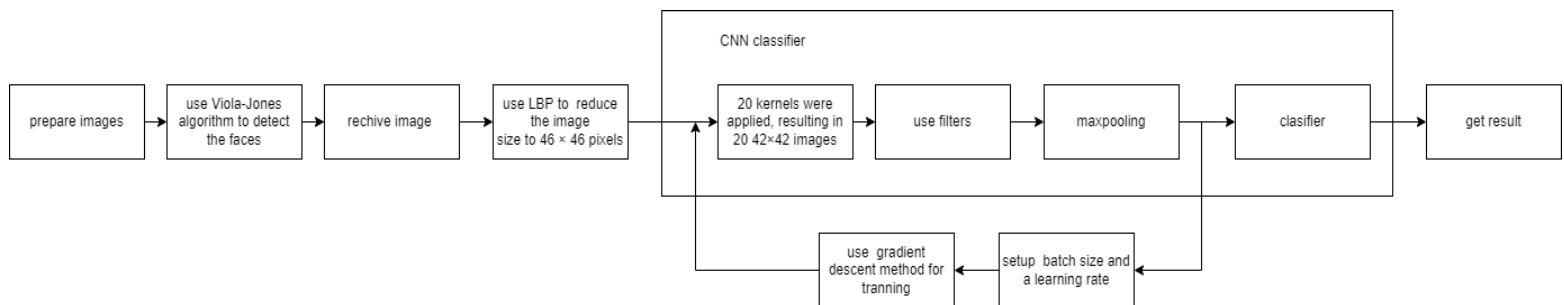 CNN classifier
prepare images
use Viola-Jones
algorithm to detect
the faces
rechive image
use LBP to reduce
the image
size to 46 × 46 pixels
20 kernels were
applied, resulting in
20 42×42 images
use filters
maxpooling
clasifier
get result
use gradient
descent method for
tranning
setup batch size and
a learning rate